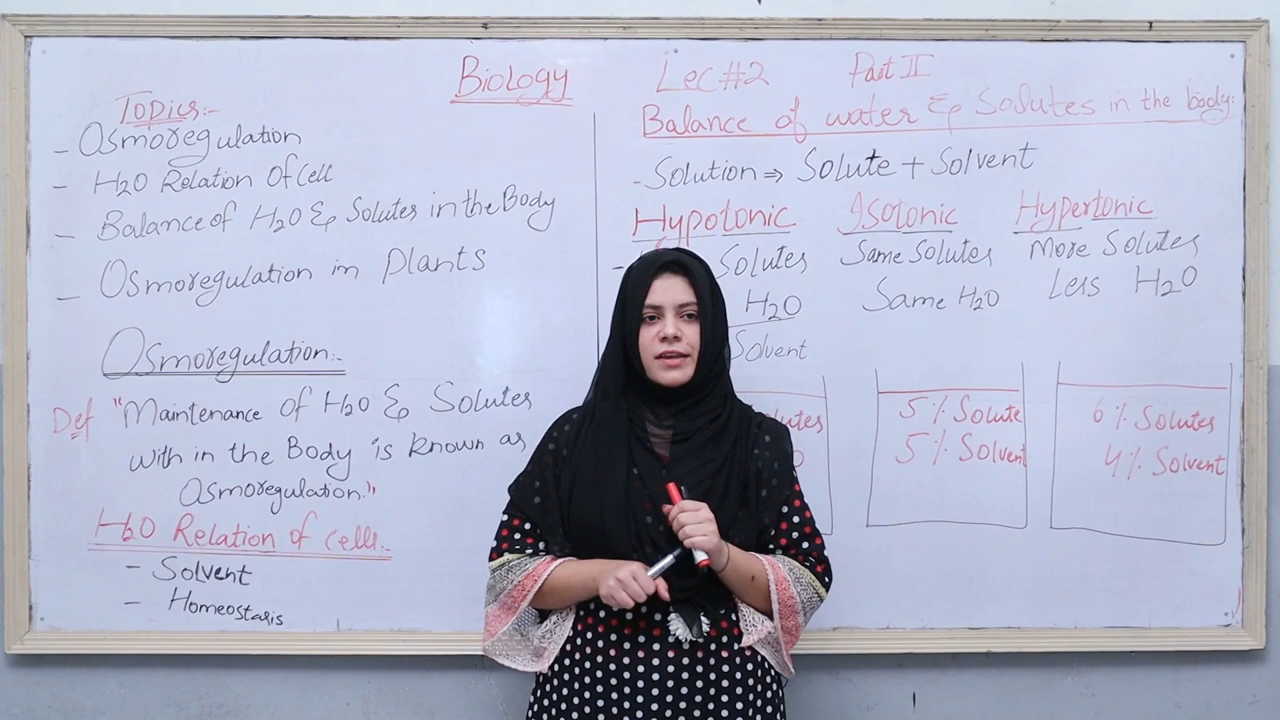 Biology
Topics:-
- Osmoregulation
- H2O Relation Of Cell
- Balance of H2O & Solutes in the Body
- Osmoregulation in Plants
Osmoregulation:-
Def "Maintenance of H2O & Solutes
with in the Body is known as
Osmoregulation."
H2O Relation of cells:-
- Solvent
- Homeostasis
Lec #2 Part II
Balance of water & Solutes in the body:
- Solution ⇒ Solute + Solvent
Hypotonic Isotonic Hypertonic
Solutes Same Solutes More Solutes
H2O Same H2O Less H2O
Solvent
5% Solute 6% Solutes
5% Solvent 4% Solvent